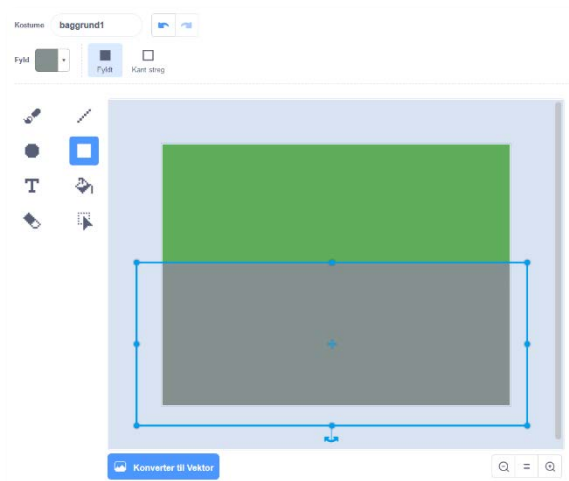 Kostume baggrund1
Fyld
Fyldt Kant streg
T
Konverter til Vektor